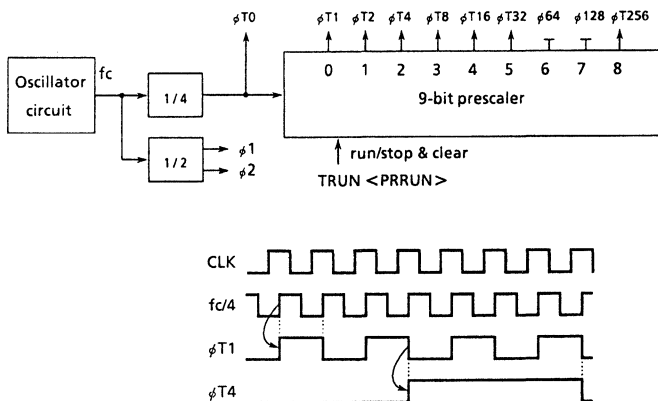 φT0
φT1 φT2 φT4 φT8 φT16 φT32 φ64 φ128 φT256
Oscillator
circuit
fc
1/4
0 1 2 3 4 5 6 7 8
9-bit prescaler
1/2
φ1
φ2
run/stop & clear
TRUN <PRRUN>
CLK
fc/4
φT1
φT4